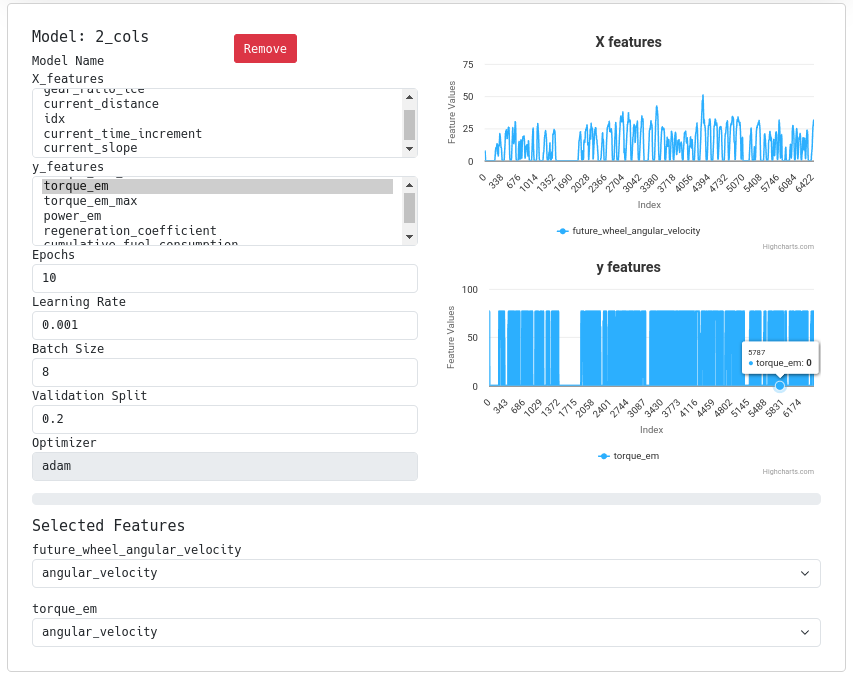 Model: 2_cols
Remove
Model Name
X_features
gear_ratio_ice
current_distance
idx
current_time_increment
current_slope
y_features
torque_em
torque_em_max
power_em
regeneration_coefficient
cumulative_fuel_consumption
Epochs
10
Learning Rate
0.001
Batch Size
8
Validation Split
0.2
Optimizer
adam
X features
Feature Values
75
50
25
0
0 338 676 1014 1352 1690 2028 2366 2704 3042 3380 3718 4056 4394 4732 5070 5408 5746 6084 6422
Index
future_wheel_angular_velocity
Highcharts.com
y features
Feature Values
100
50
0
5787
torque_em: 0
0 343 686 1029 1372 1715 2058 2401 2744 3087 3430 3773 4116 4459 4802 5145 5488 5831 6174
Index
torque_em
Highcharts.com
Selected Features
future_wheel_angular_velocity
angular_velocity
torque_em
angular_velocity